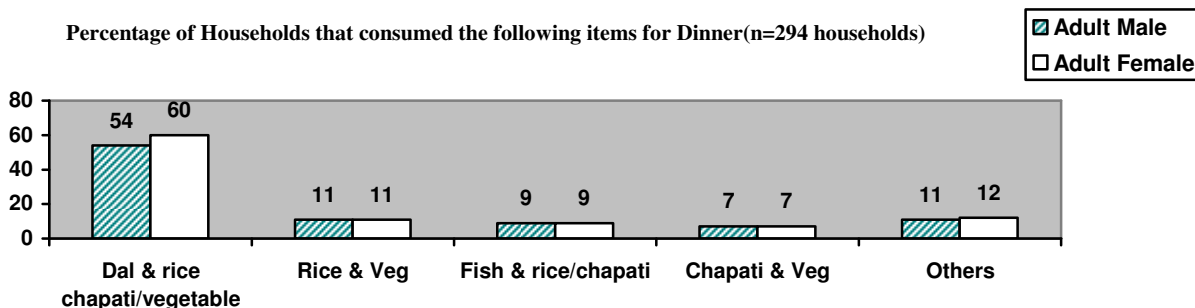 Percentage of Households that consumed the following items for Dinner(n=294 households)
Adult Male
Adult Female
80
60
40
20
0
54
60
11
11
9
9
7
7
11
12
Dal & rice
chapati/vegetable
Rice & Veg
Fish & rice/chapati
Chapati & Veg
Others